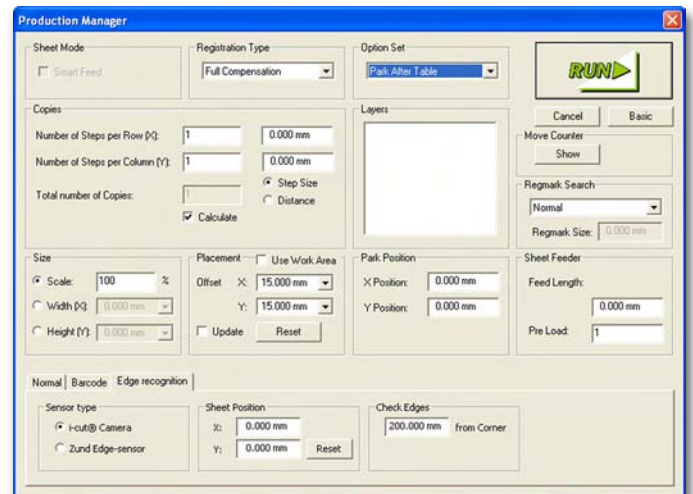 Production Manager
Sheet Mode
Smart Feed
Registration Type
Full Compensation
Option Set
Park After Table
RUN
Cancel
Basic
Copies
Number of Steps per Row (X):
1
0.000 mm
Number of Steps per Column (Y):
1
0.000 mm
Step Size
Distance
Total number of Copies:
1
Calculate
Layers
Move Counter
Show
Regmark Search
Normal
Regmark Size:
0.000 mm
Size
Scale:
100
%
Width (X):
0.000 mm
Height (Y):
0.000 mm
Placement
Use Work Area
Offset X:
15.000 mm
Y:
15.000 mm
Update
Reset
Park Position
X Position:
0.000 mm
Y Position:
0.000 mm
Sheet Feeder
Feed Length:
0.000 mm
Pre Load:
1
Normal
Barcode
Edge recognition
Sensor type
i-cut® Camera
Zund Edge-sensor
Sheet Position
X:
0.000 mm
Y:
0.000 mm
Reset
Check Edges
200.000 mm
from Corner